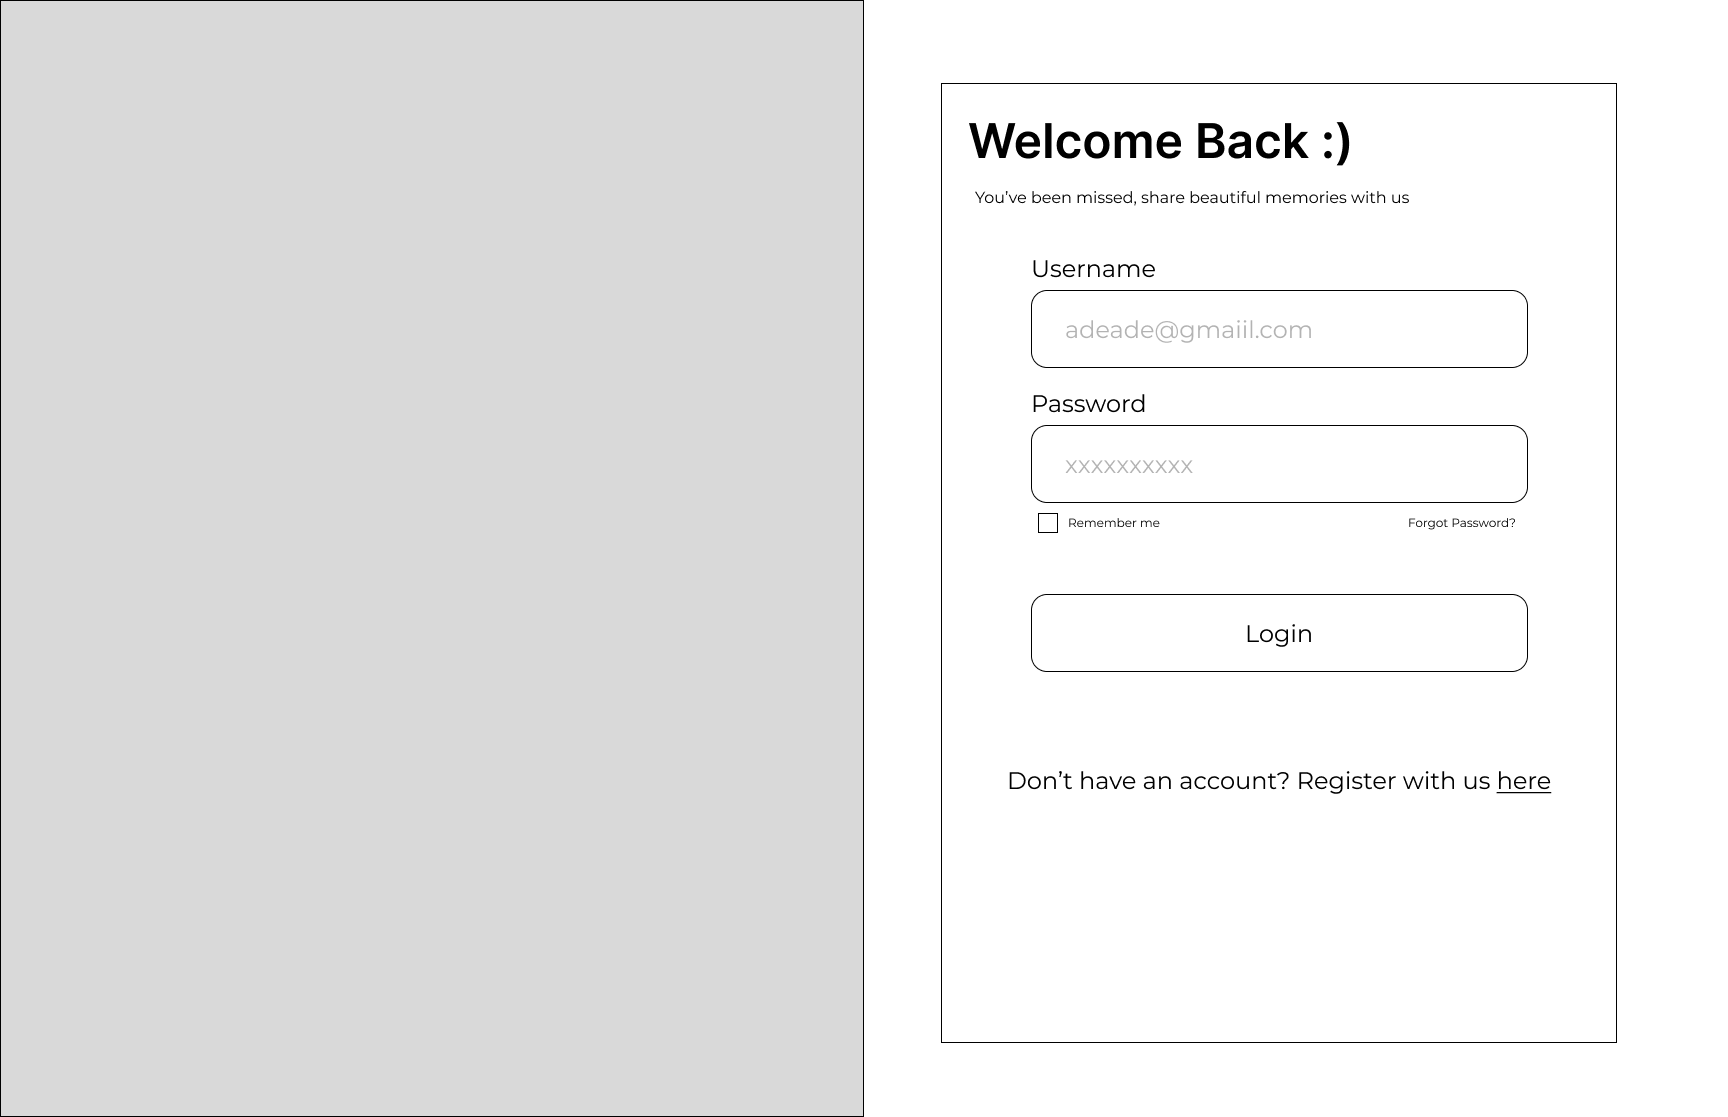 Welcome Back :)
You’ve been missed, share beautiful memories with us
Username
adeade@gmaiil.com
Password
xxxxxxxxxx
Remember me
Forgot Password?
Login
Don’t have an account? Register with us here